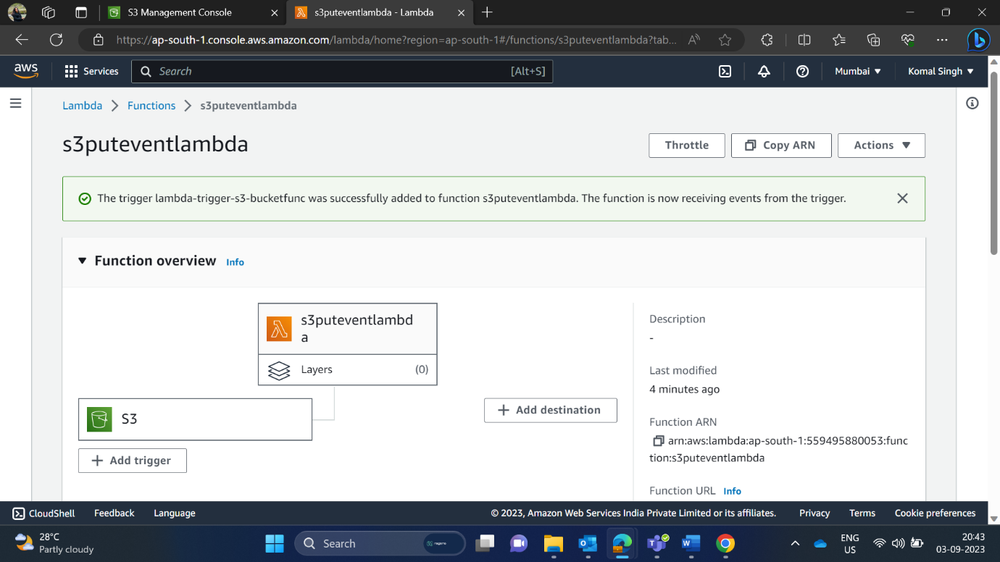 S3 Management Console
s3puteventlambda - Lambda
https://ap-south-1.console.aws.amazon.com/lambda/home?region=ap-south-1#/functions/s3puteventlambda?tab...
aws
Services
Search
[Alt+S]
Mumbai
Komal Singh
Lambda > Functions > s3puteventlambda
s3puteventlambda
Throttle
Copy ARN
Actions
The trigger lambda-trigger-s3-bucketfunc was successfully added to function s3puteventlambda. The function is now receiving events from the trigger.
Function overview Info
s3puteventlambd
a
Layers (0)
S3
Add trigger
Add destination
Description
-
Last modified
4 minutes ago
Function ARN
arn:aws:lambda:ap-south-1:559495880053:func
tion:s3puteventlambda
Function URL Info
CloudShell Feedback Language
© 2023, Amazon Web Services India Private Limited or its affiliates. Privacy Terms Cookie preferences
28°C
Partly cloudy
Search
ENG
US
20:43
03-09-2023